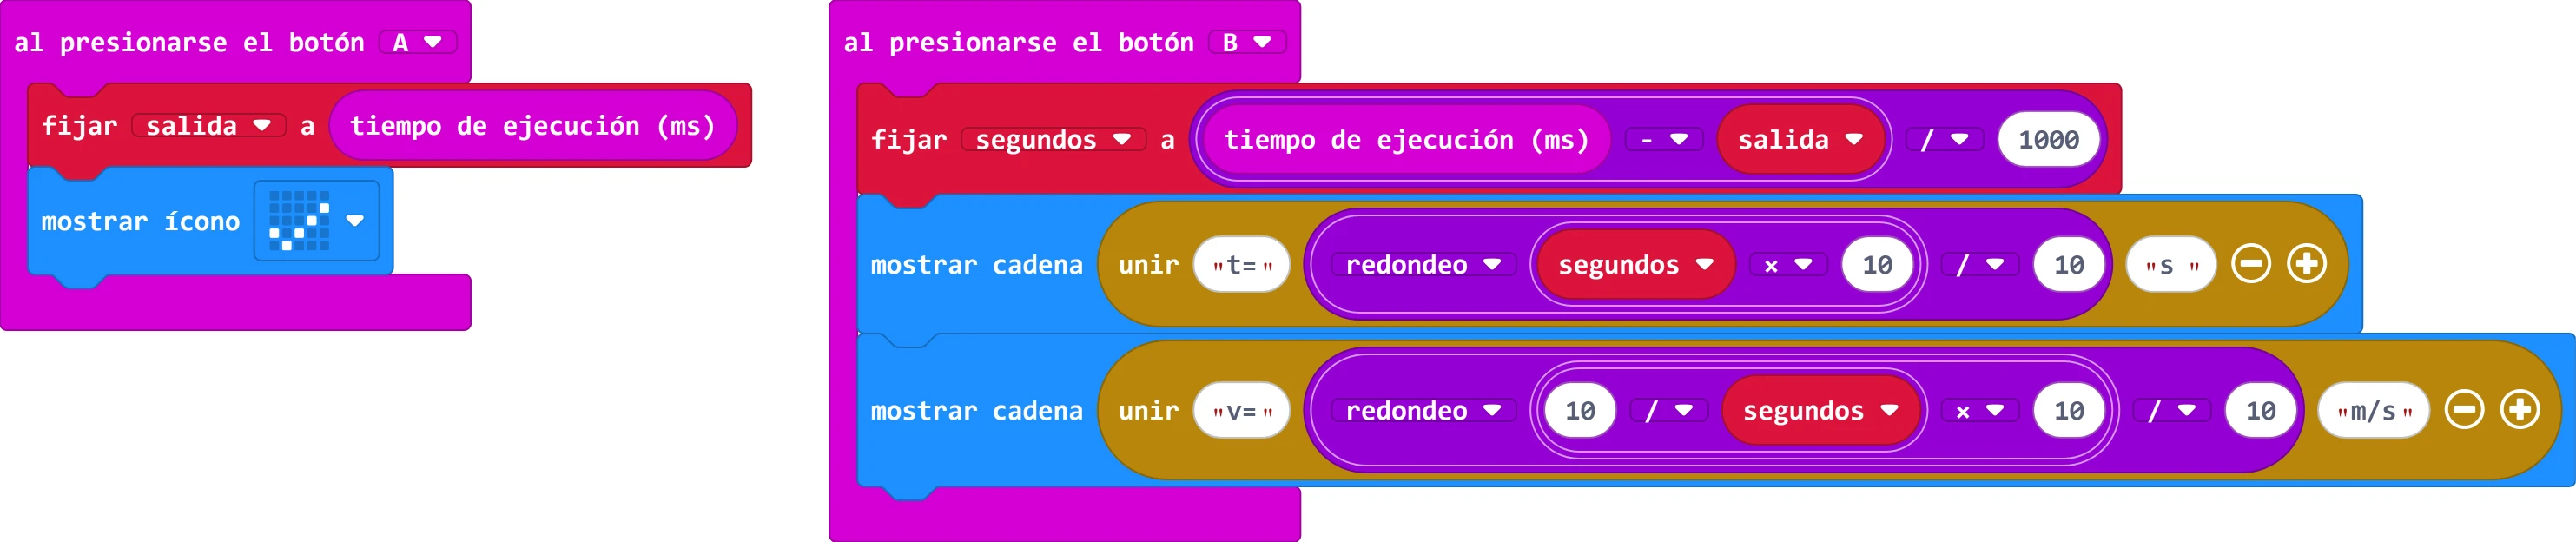 al presionarse el botón A
fijar salida a tiempo de ejecución (ms)
mostrar ícono
al presionarse el botón B
fijar segundos a tiempo de ejecución (ms) - salida / 1000
mostrar cadena unir "t=" redondeo segundos × 10 / 10 "s "
mostrar cadena unir "v=" redondeo 10 / segundos × 10 / 10 "m/s"